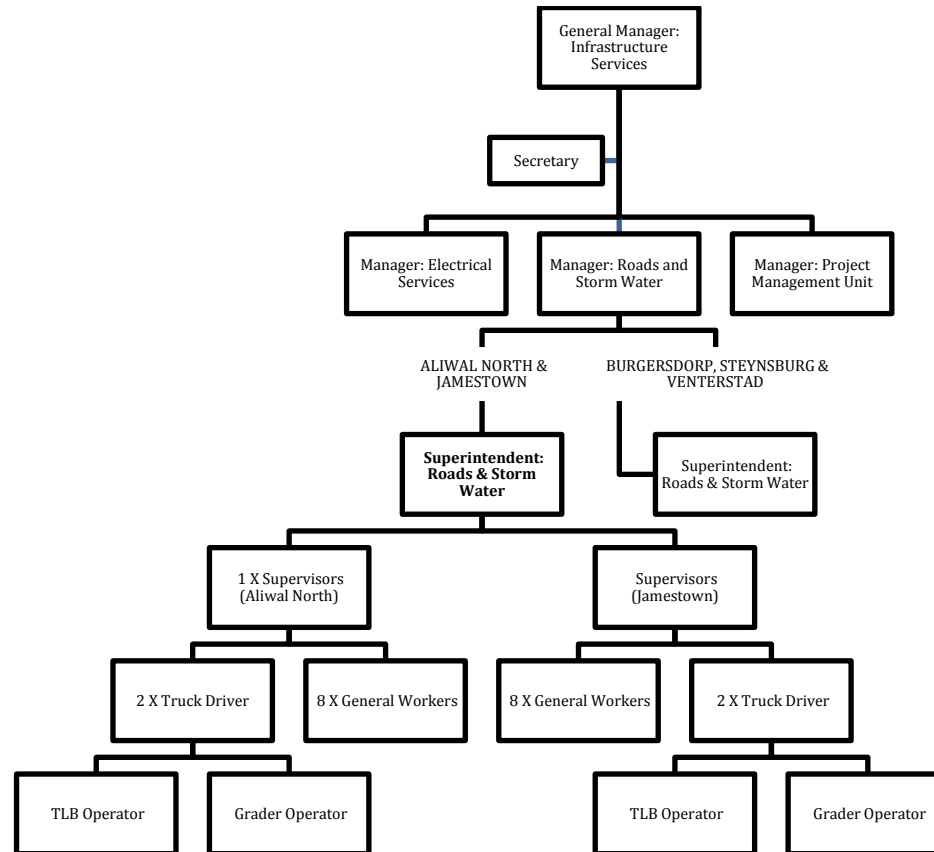 General Manager:
Infrastructure
Services
Secretary
Manager: Electrical
Services
Manager: Roads and
Storm Water
Manager: Project
Management Unit
ALIWAL NORTH &
JAMESTOWN
BURGERSDORP, STEYNSBURG &
VENTERSTAD
Superintendent:
Roads & Storm
Water
Superintendent:
Roads & Storm Water
1 X Supervisors
(Aliwal North)
Supervisors
(Jamestown)
2 X Truck Driver
8 X General Workers
8 X General Workers
2 X Truck Driver
TLB Operator
Grader Operator
TLB Operator
Grader Operator